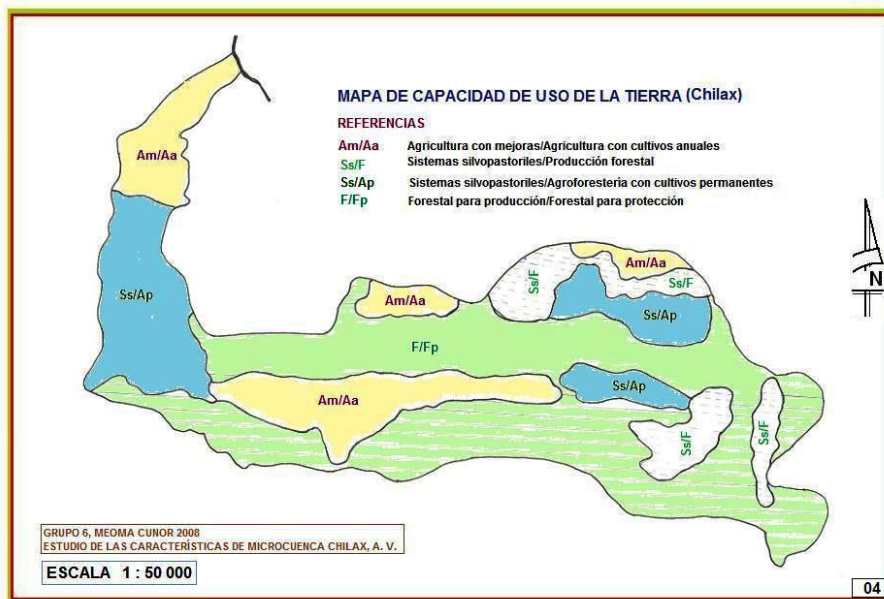 MAPA DE CAPACIDAD DE USO DE LA TIERRA (Chilax)
REFERENCIAS
Am/Aa Agricultura con mejoras/Agricultura con cultivos anuales
Ss/F Sistemas silvopastoriles/Producción forestal
Ss/Ap Sistemas silvopastoriles/Agroforestería con cultivos permanentes
F/Fp Forestal para producción/Forestal para protección
Am/Aa
Ss/Ap
Am/Aa
Ss/F
Am/Aa
Ss/F
Ss/Ap
F/Fp
Am/Aa
Ss/Ap
Ss/F
Ss/F
N
GRUPO 6, MEOMA CUNOR 2008
ESTUDIO DE LAS CARACTERÍSTICAS DE MICROCUENCA CHILAX, A. V.
ESCALA 1 : 50 000
04